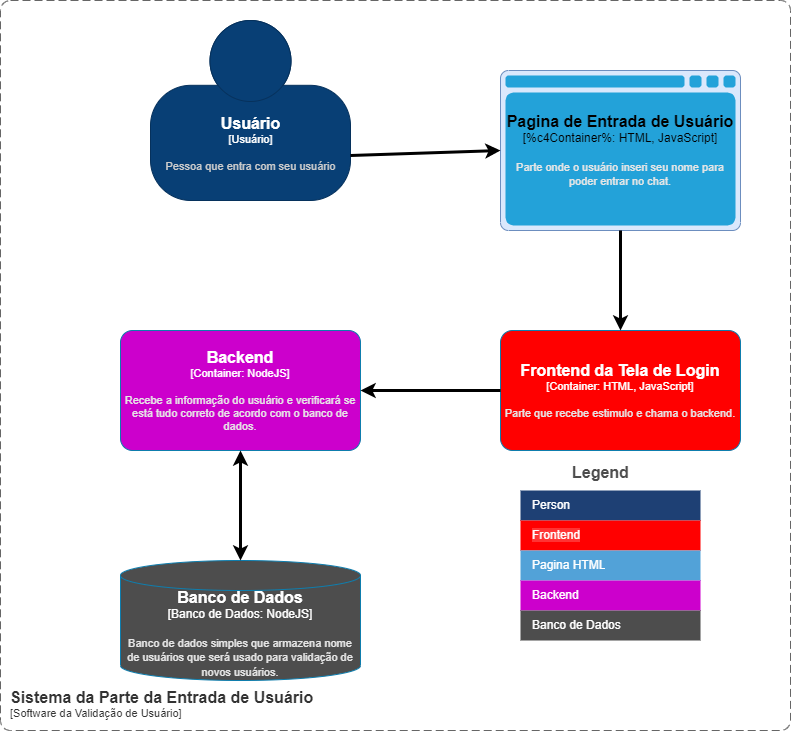 Usuário
[Usuário]
Pessoa que entra com seu usuário
Pagina de Entrada de Usuário
[%c4Container%: HTML, JavaScript]
Parte onde o usuário inseri seu nome para
poder entrar no chat.
Backend
[Container: NodeJS]
Recebe a informação do usuário e verificará se
está tudo correto de acordo com o banco de
dados.
Frontend da Tela de Login
[Container: HTML, JavaScript]
Parte que recebe estimulo e chama o backend.
Legend
Person
Frontend
Pagina HTML
Backend
Banco de Dados
Banco de Dados
[Banco de Dados: NodeJS]
Banco de dados simples que armazena nome
de usuários que será usado para validação de
novos usuários.
Sistema da Parte da Entrada de Usuário
[Software da Validação de Usuário]